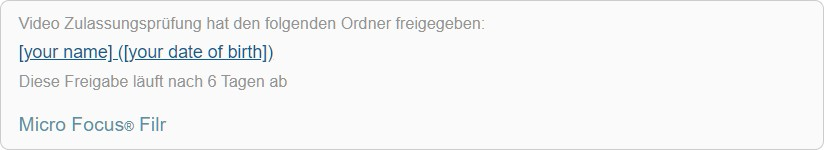 Video Zulassungsprüfung hat den folgenden Ordner freigegeben:
[your name] ([your date of birth])
Diese Freigabe läuft nach 6 Tagen ab
Micro Focus® Filr